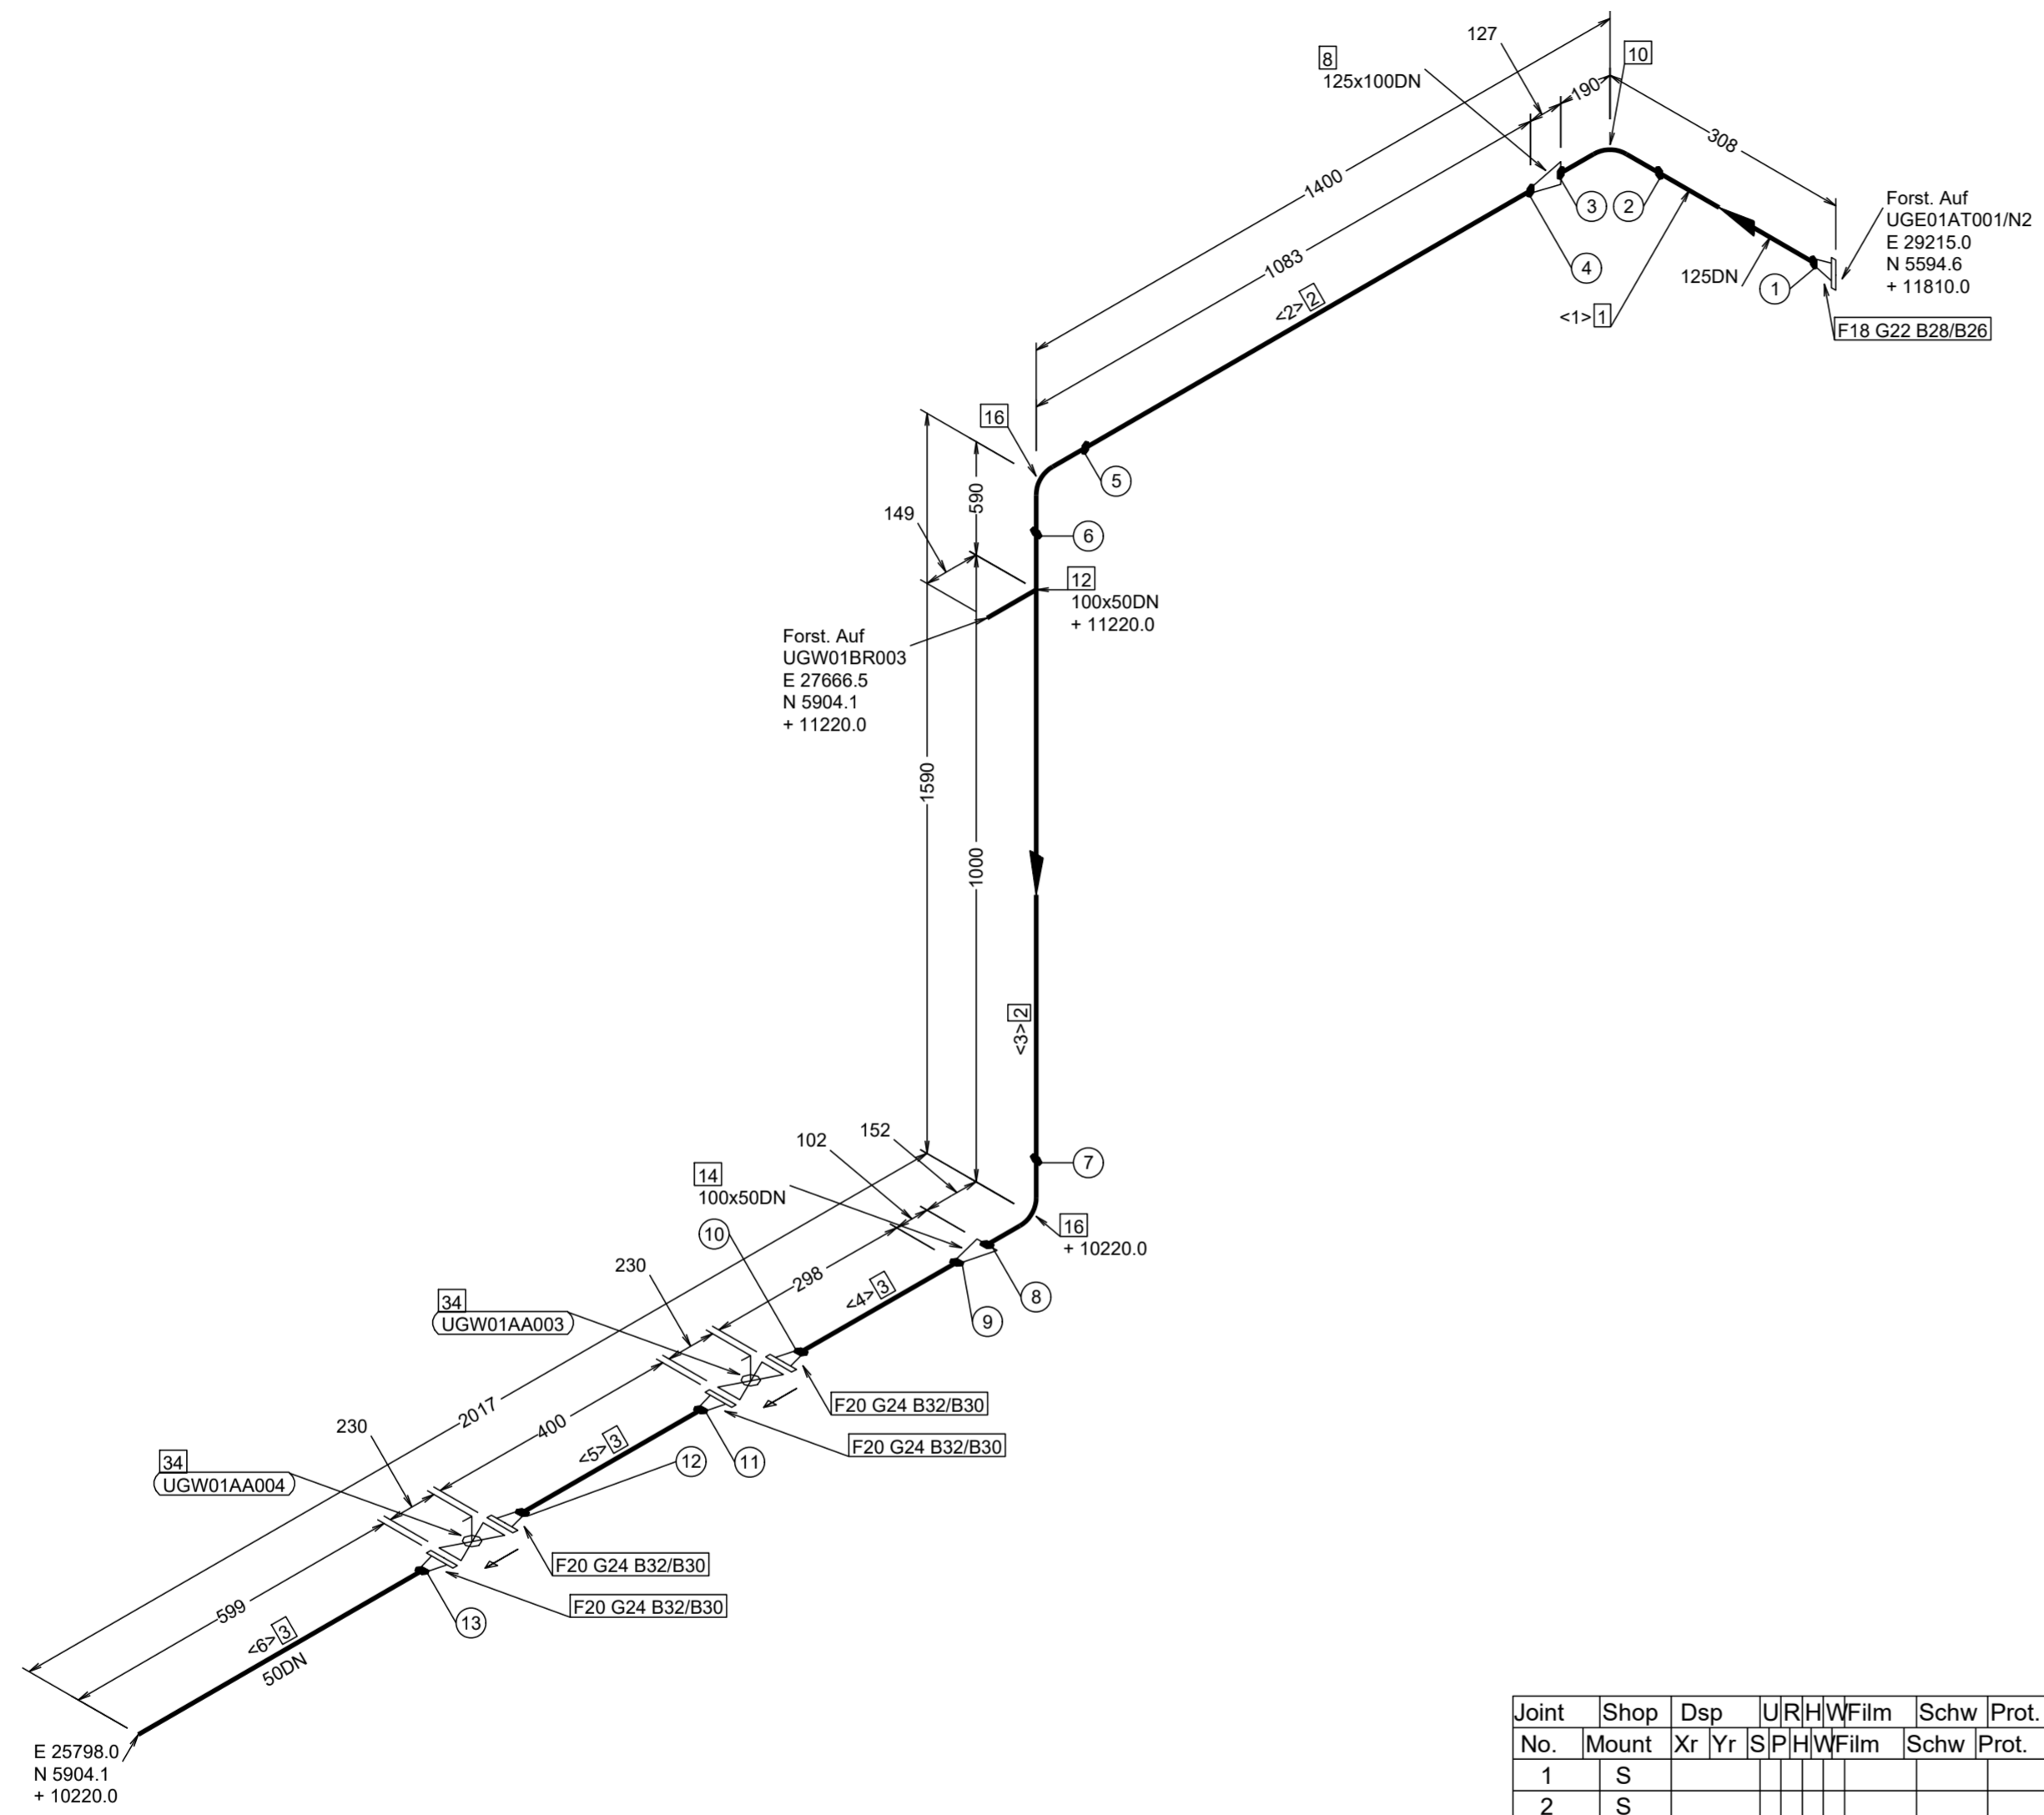 127
8
125x100DN
10
190
308
1400
1083
<2> 2
3
2
4
125DN
1
<1> 1
Forst. Auf
UGE01AT001/N2
E 29215.0
N 5594.6
+ 11810.0
F18 G22 B28/B26
16
5
590
149
6
12
100x50DN
+ 11220.0
Forst. Auf
UGW01BR003
E 27666.5
N 5904.1
+ 11220.0
1590
1000
<3> 2
152
102
7
14
100x50DN
10
16
+ 10220.0
230
298
8
34
UGW01AA003
<4> 3
9
2017
F20 G24 B32/B30
400
230
F20 G24 B32/B30
<5> 3
12
11
34
UGW01AA004
F20 G24 B32/B30
599
F20 G24 B32/B30
13
<6> 3
50DN
E 25798.0
N 5904.1
+ 10220.0
Joint Shop Dsp U R H W Film Schw Prot.
No. Mount Xr Yr S P H W Film Schw Prot.
1 S
2 S